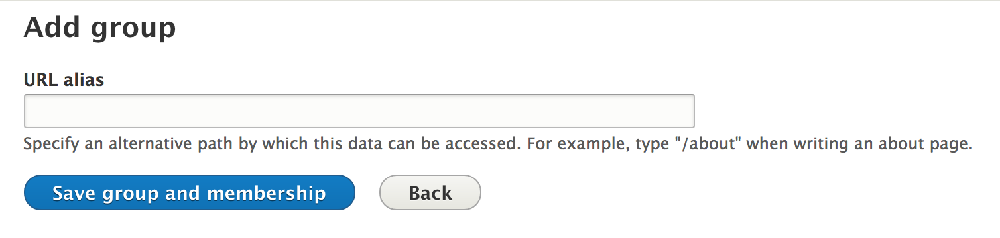 Add group
URL alias
Specify an alternative path by which this data can be accessed. For example, type "/about" when writing an about page.
Save group and membership
Back